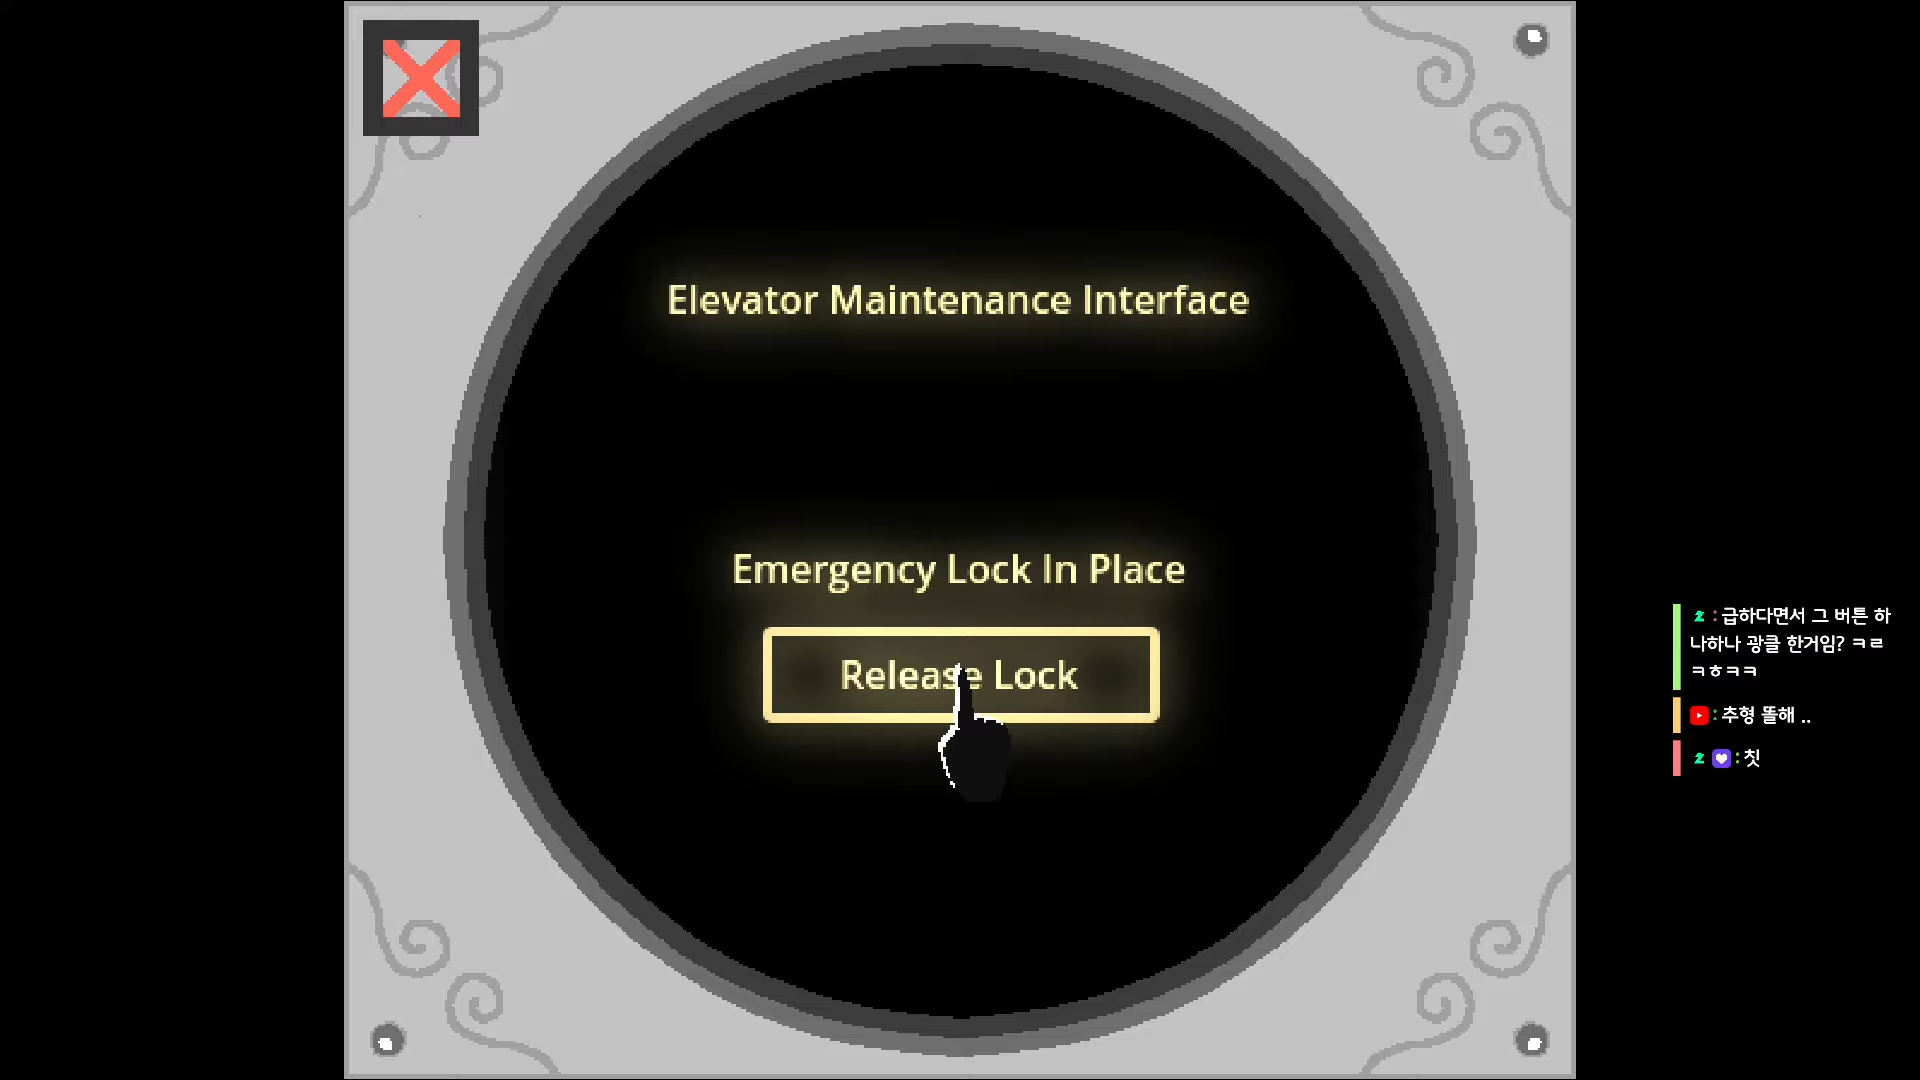 Elevator Maintenance Interface
Emergency Lock In Place
Release Lock
: 급하다면서 그 버튼 하
나하나 광클 한거임? ㅋㄹ
ㅋㅎㅋㅋ
: 추형 똘해 ..
: 칫